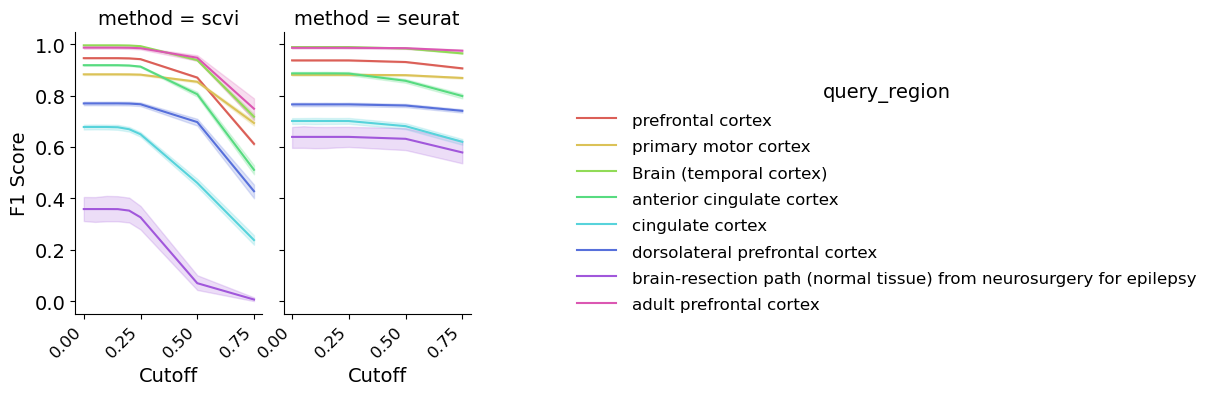 method = scvi
method = seurat
F1 Score
1.0
0.8
0.6
0.4
0.2
0.0
0.00
0.25
0.50
0.75
0.00
0.25
0.50
0.75
Cutoff
Cutoff
query_region
prefrontal cortex
primary motor cortex
Brain (temporal cortex)
anterior cingulate cortex
cingulate cortex
dorsolateral prefrontal cortex
brain-resection path (normal tissue) from neurosurgery for epilepsy
adult prefrontal cortex